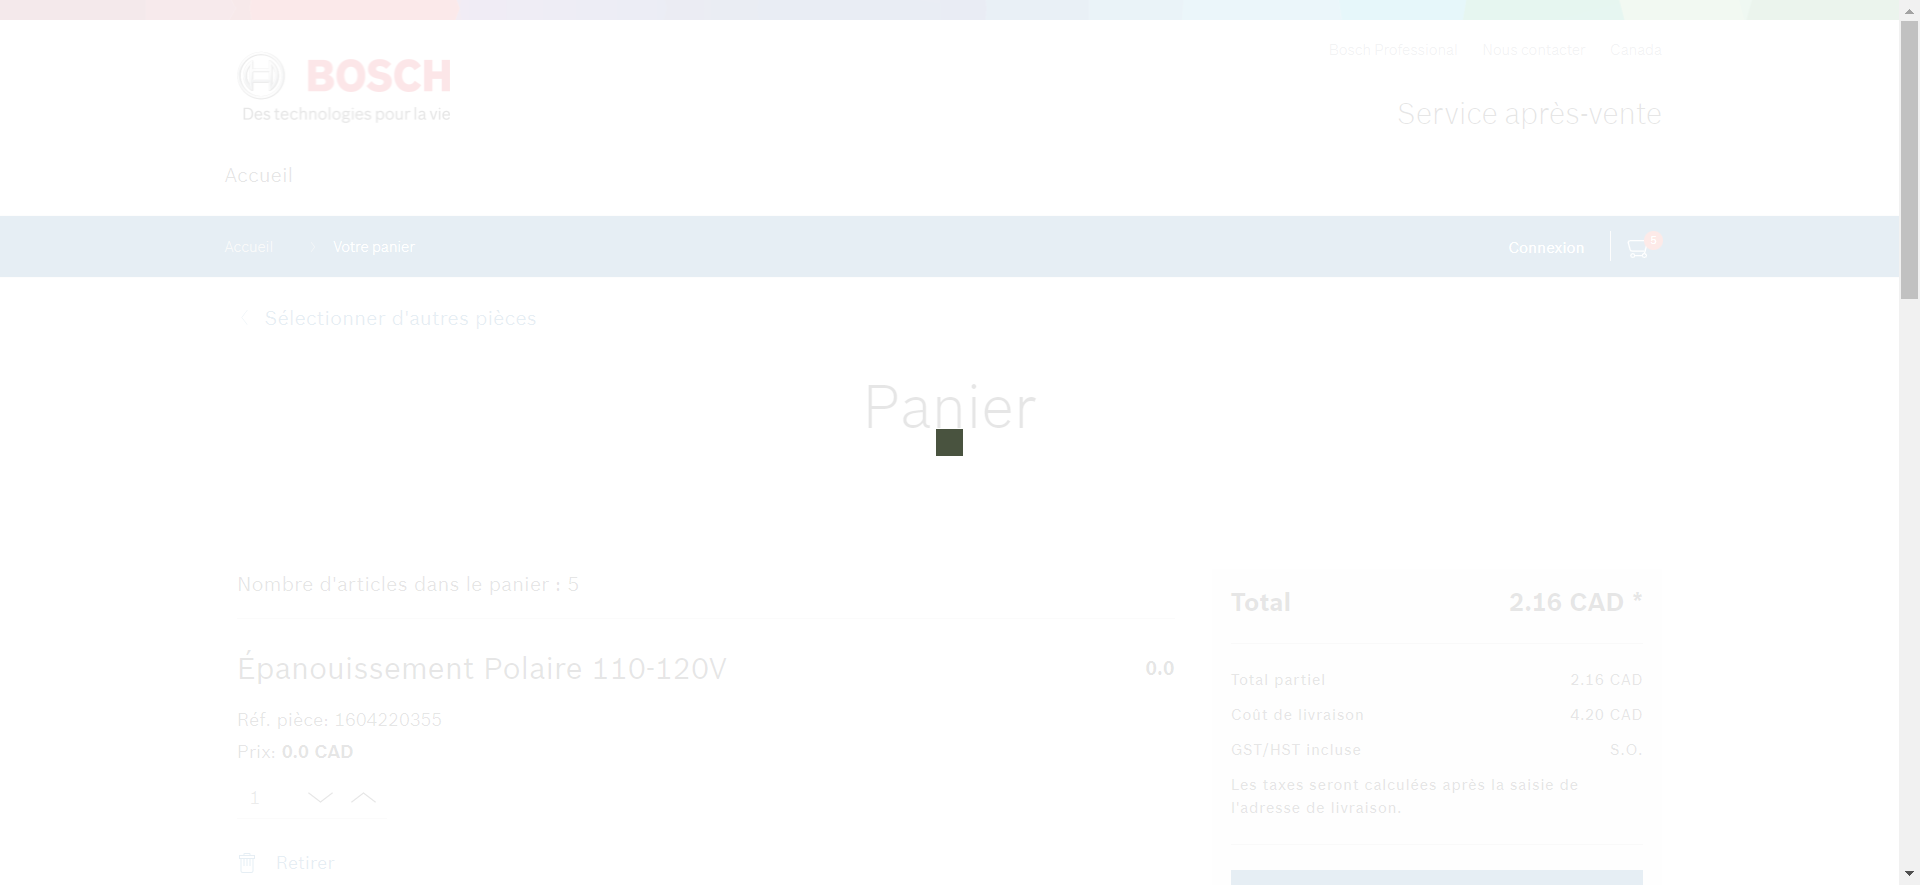 Bosch Professional Nous contacter Canada
BOSCH
Des technologies pour la vie
Service après-vente
Accueil
Accueil Votre panier Connexion
Sélectionner d'autres pièces
Panier
Nombre d'articles dans le panier : 5
Total 2.16 CAD *
Épanouissement Polaire 110-120V 0.0
Total partiel 2.16 CAD
Réf. pièce: 1604220355
Coût de livraison 4.20 CAD
Prix: 0.0 CAD
GST/HST incluse S.O.
Les taxes seront calculées après la saisie de
l'adresse de livraison.
1
Retirer